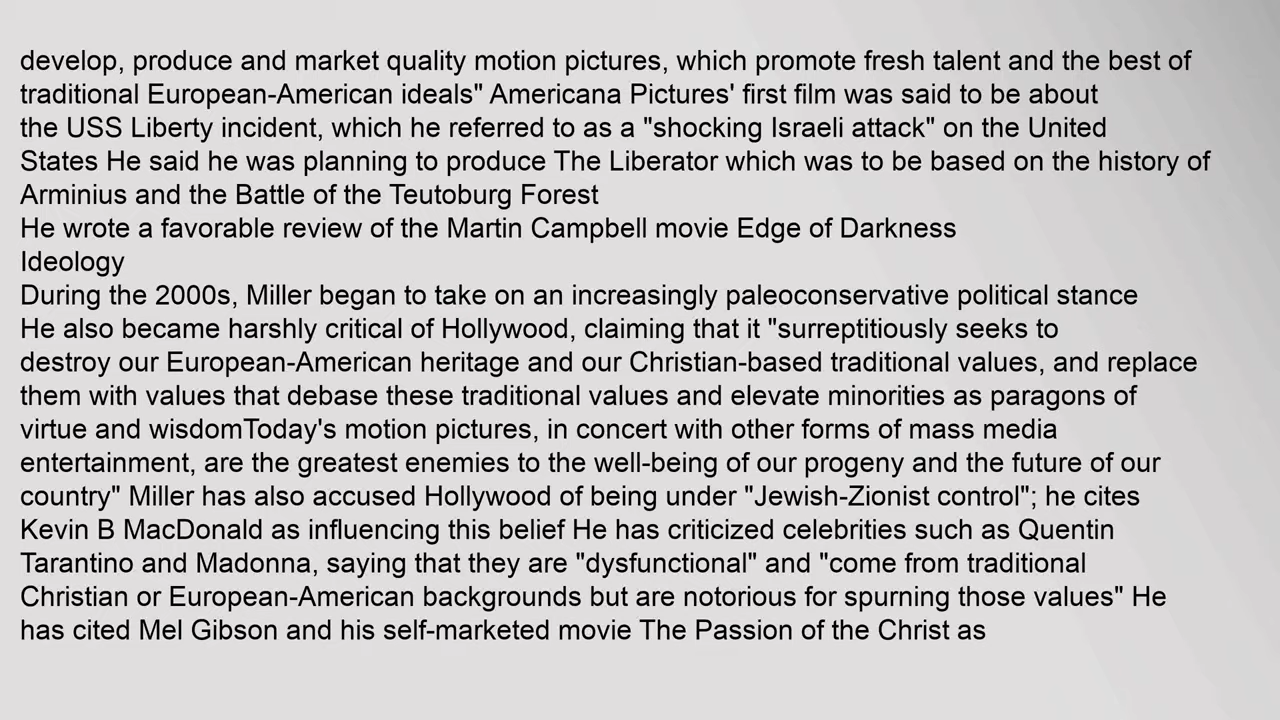 develop, produce and market quality motion pictures, which promote fresh talent and the best of
traditional European-American ideals" Americana Pictures' first film was said to be about
the USS Liberty incident, which he referred to as a "shocking Israeli attack" on the United
States He said he was planning to produce The Liberator which was to be based on the history of
Arminius and the Battle of the Teutoburg Forest
He wrote a favorable review of the Martin Campbell movie Edge of Darkness
Ideology
During the 2000s, Miller began to take on an increasingly paleoconservative political stance
He also became harshly critical of Hollywood, claiming that it "surreptitiously seeks to
destroy our European-American heritage and our Christian-based traditional values, and replace
them with values that debase these traditional values and elevate minorities as paragons of
virtue and wisdomToday's motion pictures, in concert with other forms of mass media
entertainment, are the greatest enemies to the well-being of our progeny and the future of our
country" Miller has also accused Hollywood of being under "Jewish-Zionist control"; he cites
Kevin B MacDonald as influencing this belief He has criticized celebrities such as Quentin
Tarantino and Madonna, saying that they are "dysfunctional" and "come from traditional
Christian or European-American backgrounds but are notorious for spurning those values" He
has cited Mel Gibson and his self-marketed movie The Passion of the Christ as